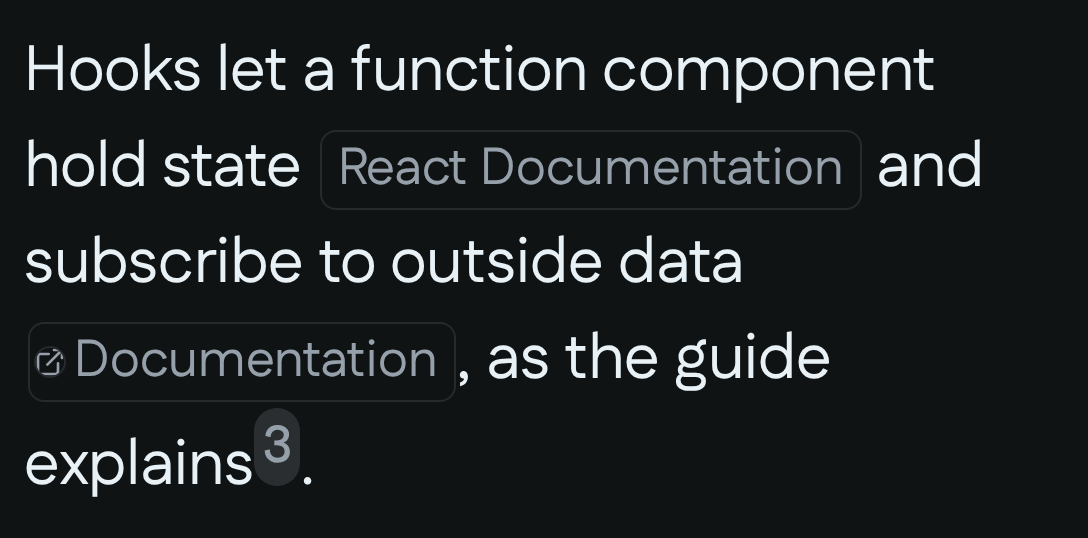 Hooks let a function component
hold state React Documentation and
subscribe to outside data
Documentation, as the guide
explains3.